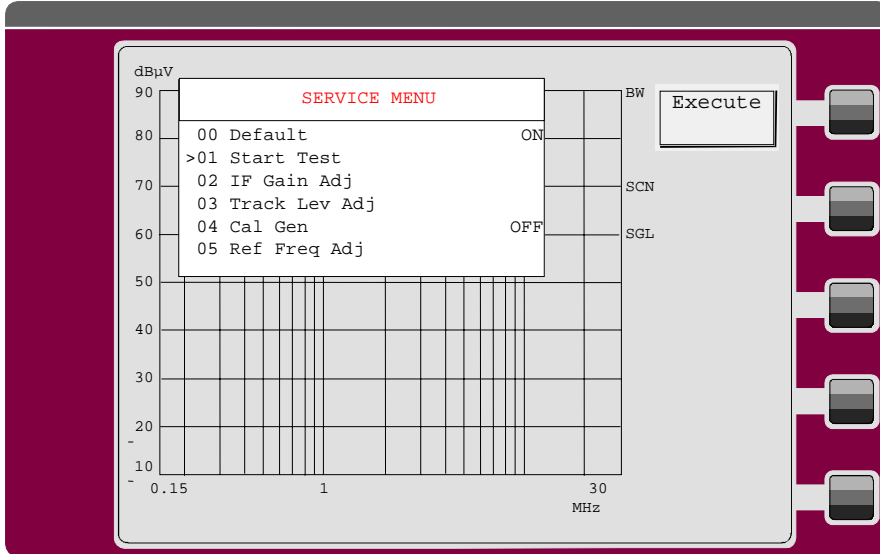 dBµV
90
SERVICE MENU
BW
Execute
80
00 Default ON
>01 Start Test
02 IF Gain Adj
70
SCN
03 Track Lev Adj
60
04 Cal Gen OFF
SGL
05 Ref Freq Adj
50
40
30
20
-
10
-
0.15 1 30
MHz